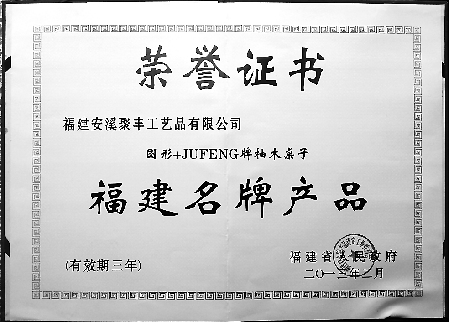 荣誉证书
福建安溪聚丰工艺品有限公司
图形+JUFENG牌柚木桌子
福建名牌产品
福建省人民政府
(有效期三年)
二〇一三年二月